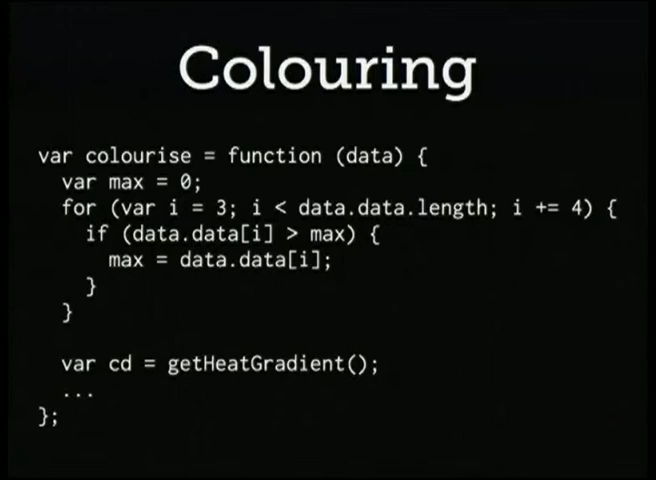 Colouring
var colourise = function (data) {
  var max = 0;
  for (var i = 3; i < data.data.length; i += 4) {
    if (data.data[i] > max) {
      max = data.data[i];
    }
  }

  var cd = getHeatGradient();
  ...
};